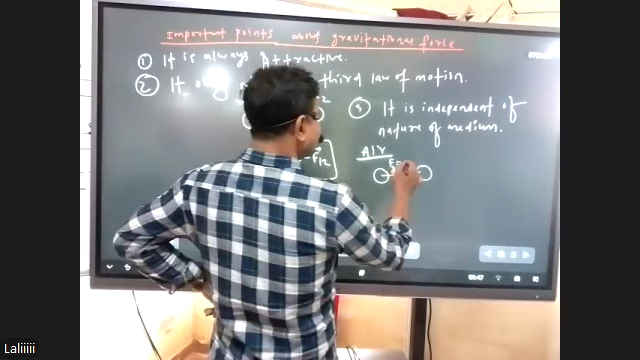 Important points about gravitational force
① It is always Attractive.
② It third law of motion.
③ It is independent of
nature of medium.
Air
Laliiiii